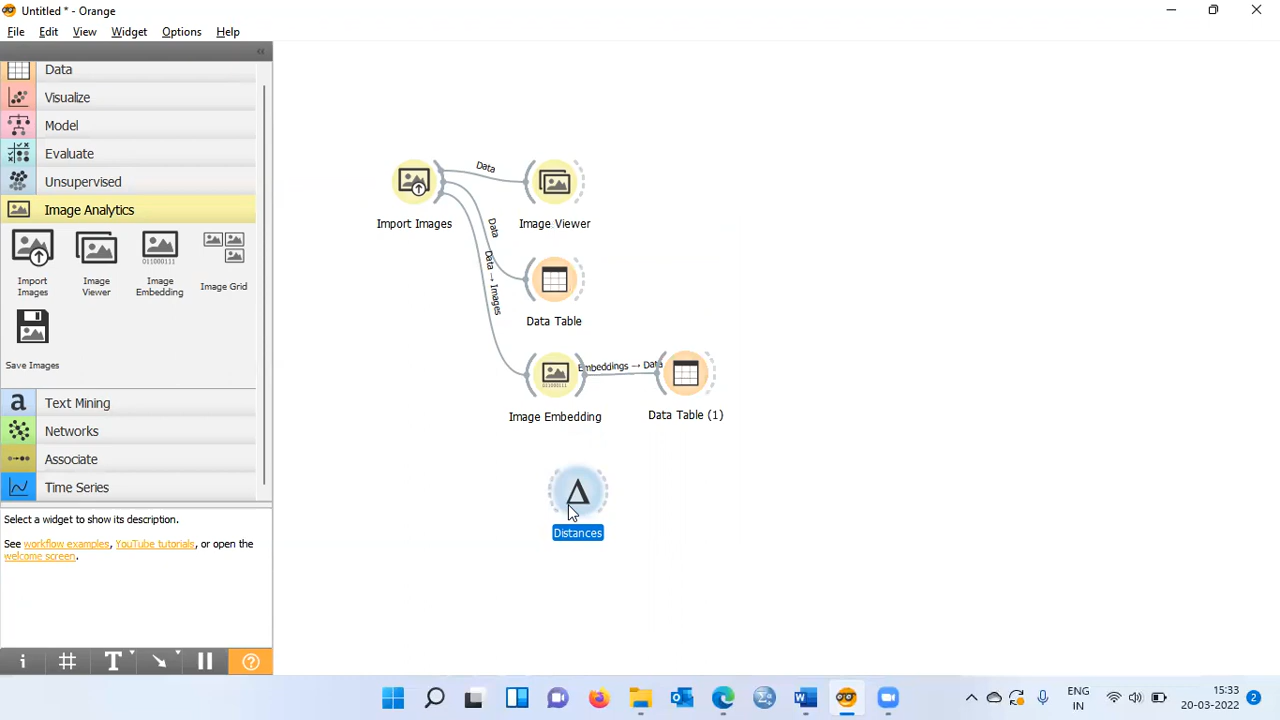 Untitled * - Orange
File Edit View Widget Options Help
Data
Visualize
Model
Evaluate
Unsupervised
Image Analytics
Import Images
Image Viewer
Image Embedding
Image Grid
Save Images
a Text Mining
Networks
Associate
Time Series
Select a widget to show its description.
See workflow examples, YouTube tutorials, or open the
welcome screen.
Import Images
Data
Image Viewer
Data
Data Table
Data → Images
Image Embedding
Embeddings → Data
Data Table (1)
Distances
ENG
IN
15:33
20-03-2022
2